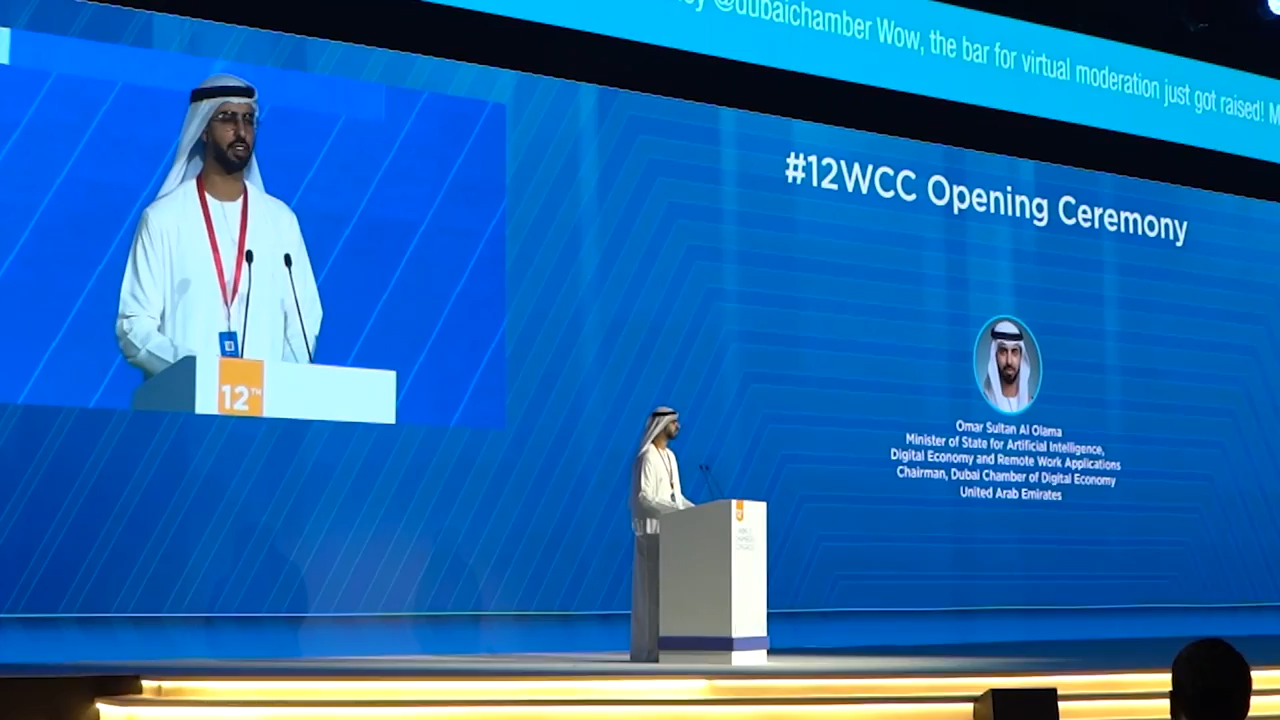 @dubaichamber Wow, the bar for virtual moderation just got raised!
#12WCC Opening Ceremony
Omar Sultan Al Olama
Minister of State for Artificial Intelligence,
Digital Economy and Remote Work Applications
Chairman, Dubai Chamber of Digital Economy
United Arab Emirates
12TH